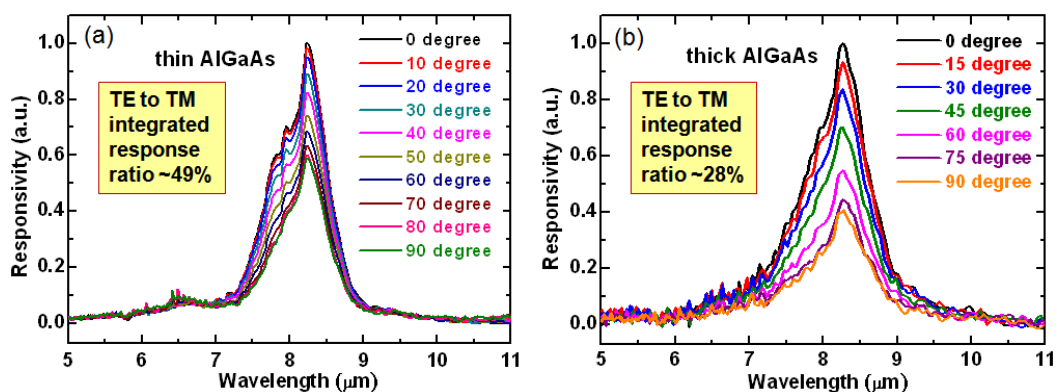 (a)
thin AlGaAs
TE to TM
integrated
response
ratio ~49%
0 degree
10 degree
20 degree
30 degree
40 degree
50 degree
60 degree
70 degree
80 degree
90 degree
Responsivity (a.u.)
1.0
0.8
0.6
0.4
0.2
0.0
5 6 7 8 9 10 11
Wavelength (μm)
(b)
thick AlGaAs
TE to TM
integrated
response
ratio ~28%
0 degree
15 degree
30 degree
45 degree
60 degree
75 degree
90 degree
Responsivity (a.u.)
1.0
0.8
0.6
0.4
0.2
0.0
5 6 7 8 9 10 11
Wavelength (μm)